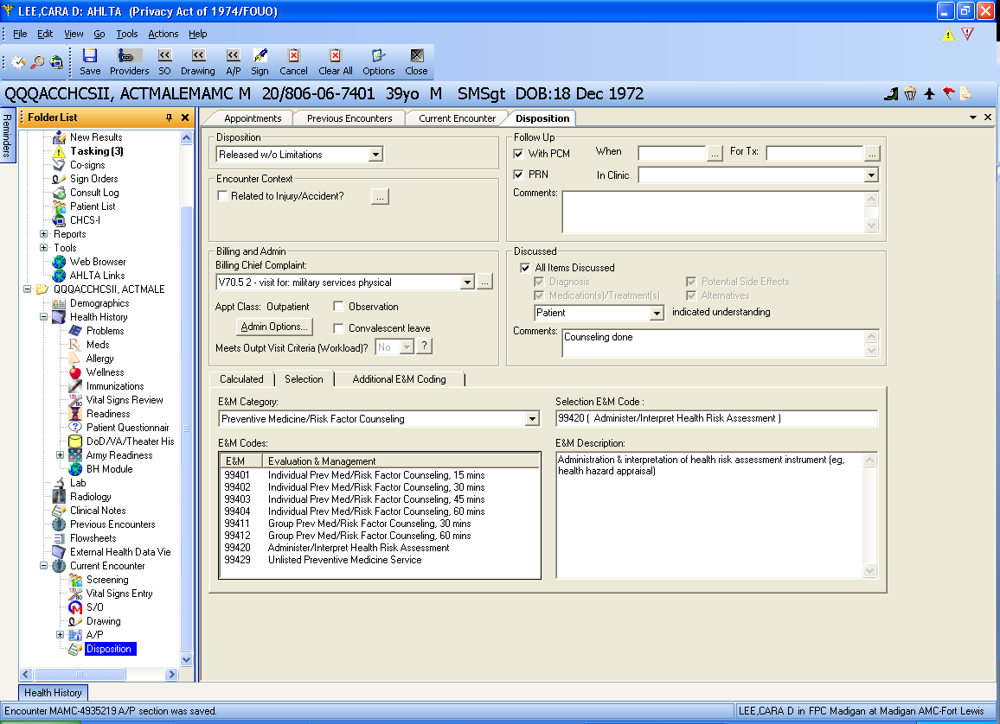 LEE,CARA D: AHLTA (Privacy Act of 1974/FOUO)
File Edit View Go Tools Actions Help
Save Providers SO Drawing A/P Sign Cancel Clear All Options Close
QQQACCHCSII, ACTMALEMAMC M 20/806-06-7401 39yo M SMSgt DOB:18 Dec 1972
Reminders
Folder List
New Results
Tasking (3)
Co-signs
Sign Orders
Consult Log
Patient List
CHCS-I
Reports
Tools
Web Browser
AHLTA Links
QQQACCHCSII, ACTMALE
Demographics
Health History
Problems
Meds
Allergy
Wellness
Immunizations
Vital Signs Review
Readiness
Patient Questionnair
DoD/VA/Theater His
Army Readiness
BH Module
Lab
Radiology
Clinical Notes
Previous Encounters
Flowsheets
External Health Data Vie
Current Encounter
Screening
Vital Signs Entry
S/O
Drawing
A/P
Disposition
Health History
Appointments Previous Encounters Current Encounter Disposition
Disposition
Released w/o Limitations
Encounter Context
Related to Injury/Accident? ...
Follow Up
With PCM When ... For Tx: ...
PRN In Clinic
Comments:
Billing and Admin
Billing Chief Complaint:
V70.5 2 - visit for: military services physical ...
Appt Class: Outpatient Observation
Admin Options... Convalescent leave
Meets Outpt Visit Criteria (Workload)? No ?
Discussed
All Items Discussed
Diagnosis Potential Side Effects
Medication(s)/Treatment(s) Alternatives
Patient indicated understanding
Comments: Counseling done
Calculated Selection Additional E&M Coding
E&M Category:
Preventive Medicine/Risk Factor Counseling
E&M Codes:
E&M Evaluation & Management
99401 Individual Prev Med/Risk Factor Counseling, 15 mins
99402 Individual Prev Med/Risk Factor Counseling, 30 mins
99403 Individual Prev Med/Risk Factor Counseling, 45 mins
99404 Individual Prev Med/Risk Factor Counseling, 60 mins
99411 Group Prev Med/Risk Factor Counseling, 30 mins
99412 Group Prev Med/Risk Factor Counseling, 60 mins
99420 Administer/Interpret Health Risk Assessment
99429 Unlisted Preventive Medicine Service
Selection E&M Code :
99420 ( Administer/Interpret Health Risk Assessment )
E&M Description:
Administration & interpretation of health risk assessment instrument (eg,
health hazard appraisal)
Encounter MAMC-4935219 A/P section was saved. LEE,CARA D in FPC Madigan at Madigan AMC-Fort Lewis